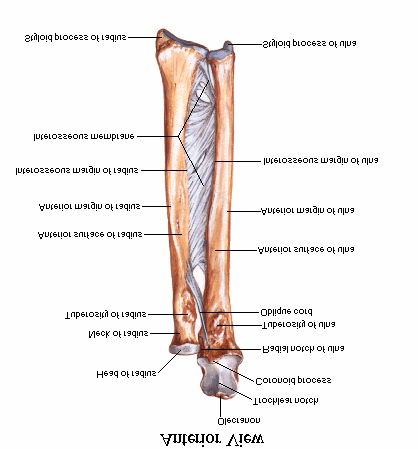 Styloid process of radius
Styloid process of ulna
Interosseous membrane
Interosseous margin of radius
Interosseous margin of ulna
Anterior margin of radius
Anterior margin of ulna
Anterior surface of radius
Anterior surface of ulna
Tuberosity of radius
Oblique cord
Tuberosity of ulna
Neck of radius
Radial notch of ulna
Head of radius
Coronoid process
Trochlear notch
Olecranon
Anterior View